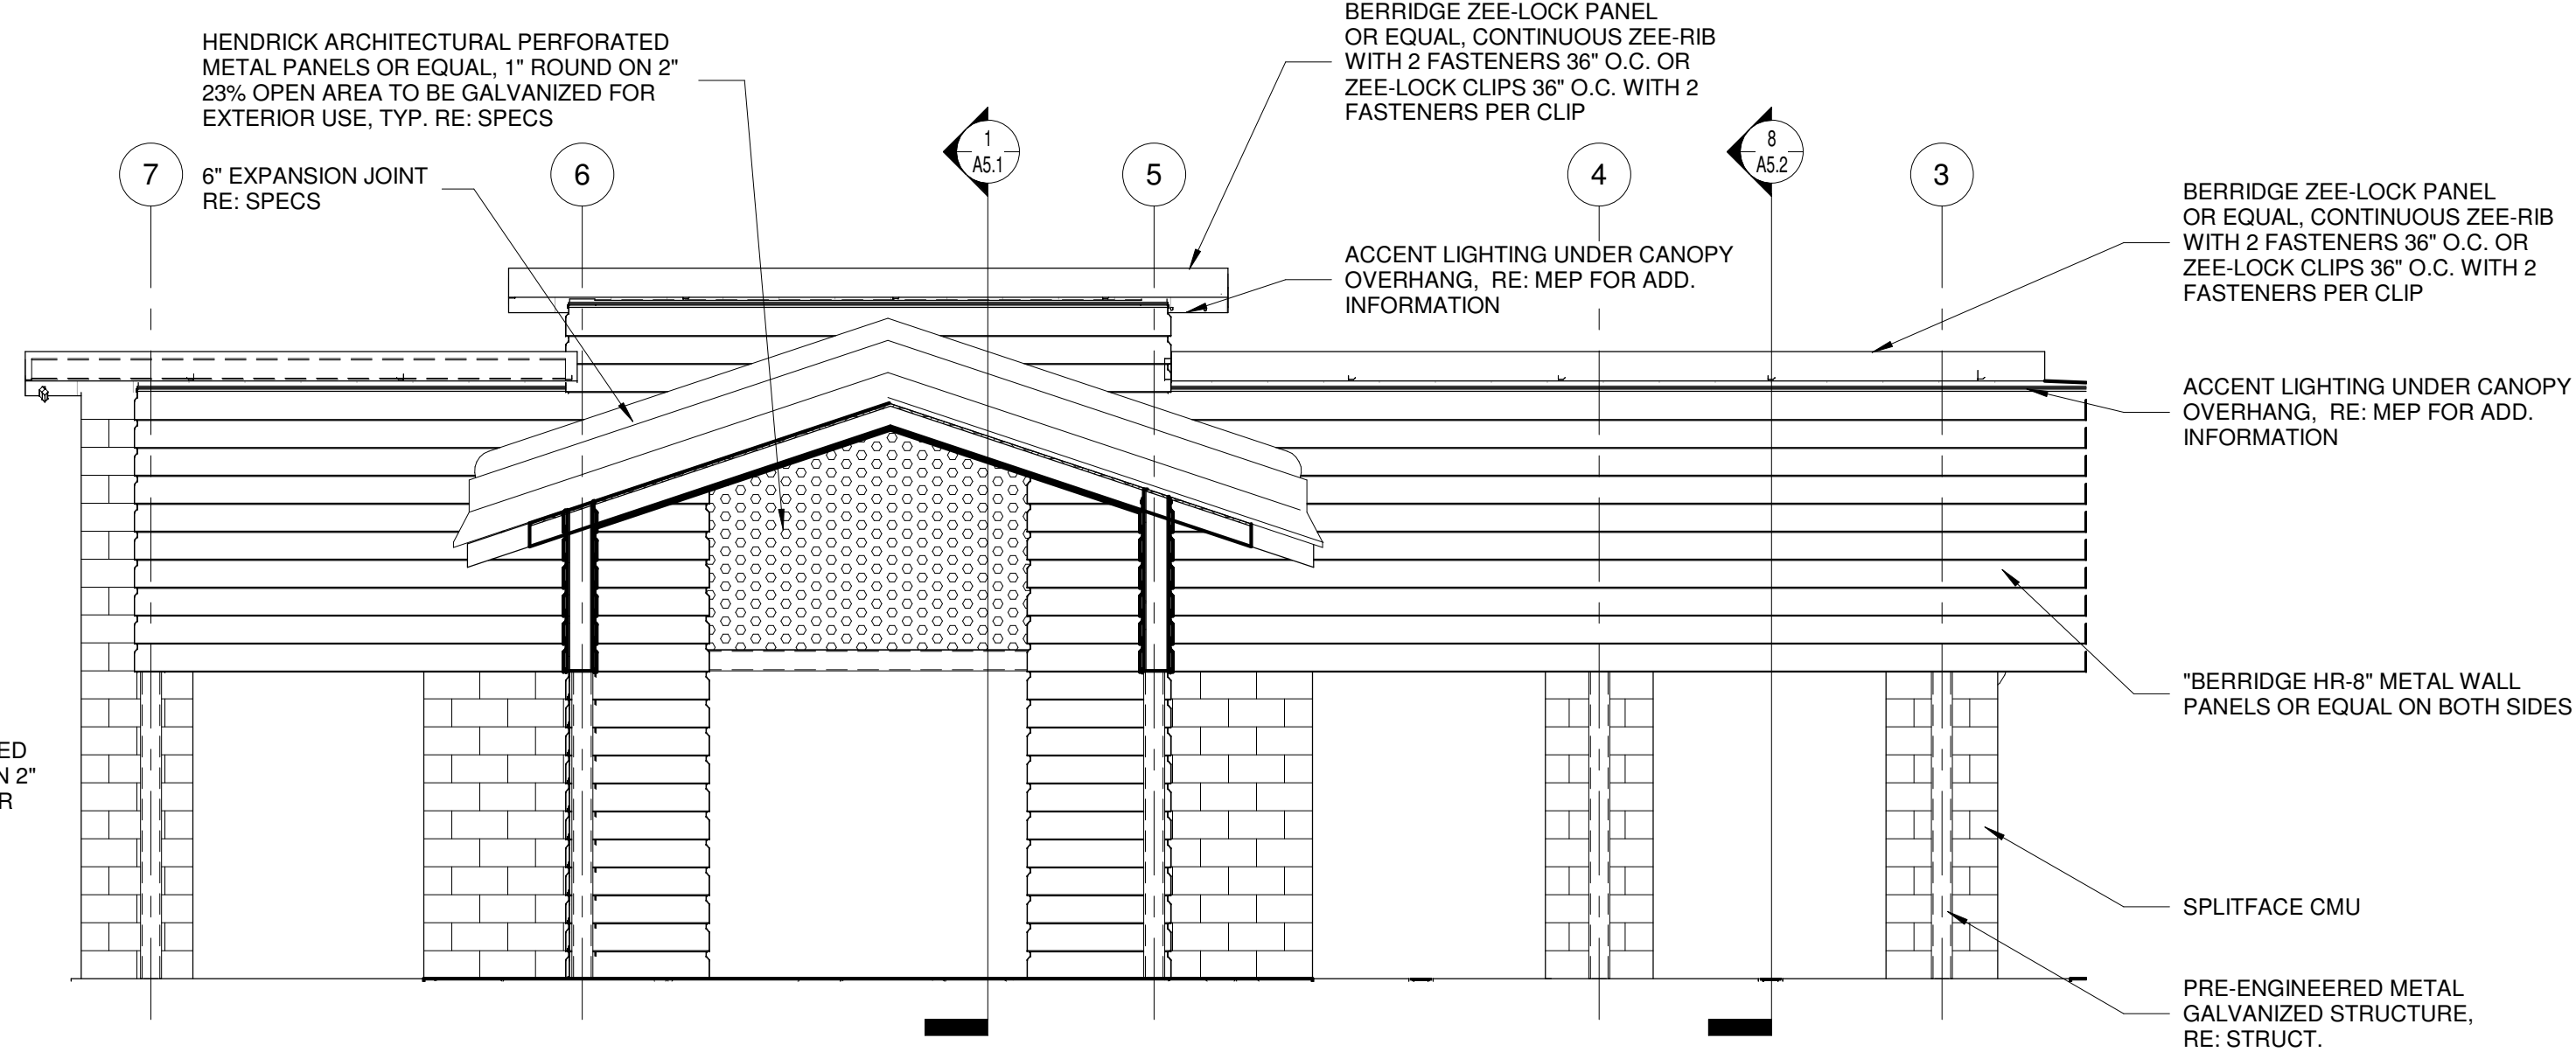 HENDRICK ARCHITECTURAL PERFORATED
METAL PANELS OR EQUAL, 1" ROUND ON 2"
23% OPEN AREA TO BE GALVANIZED FOR
EXTERIOR USE, TYP. RE: SPECS
BERRIDGE ZEE-LOCK PANEL
OR EQUAL, CONTINUOUS ZEE-RIB
WITH 2 FASTENERS 36" O.C. OR
ZEE-LOCK CLIPS 36" O.C. WITH 2
FASTENERS PER CLIP
7
6" EXPANSION JOINT
RE: SPECS
6
1
A5.1
5
4
8
A5.2
3
ACCENT LIGHTING UNDER CANOPY
OVERHANG, RE: MEP FOR ADD.
INFORMATION
BERRIDGE ZEE-LOCK PANEL
OR EQUAL, CONTINUOUS ZEE-RIB
WITH 2 FASTENERS 36" O.C. OR
ZEE-LOCK CLIPS 36" O.C. WITH 2
FASTENERS PER CLIP
ACCENT LIGHTING UNDER CANOPY
OVERHANG, RE: MEP FOR ADD.
INFORMATION
"BERRIDGE HR-8" METAL WALL
PANELS OR EQUAL ON BOTH SIDES
ED
N 2"
R
SPLITFACE CMU
PRE-ENGINEERED METAL
GALVANIZED STRUCTURE,
RE: STRUCT.